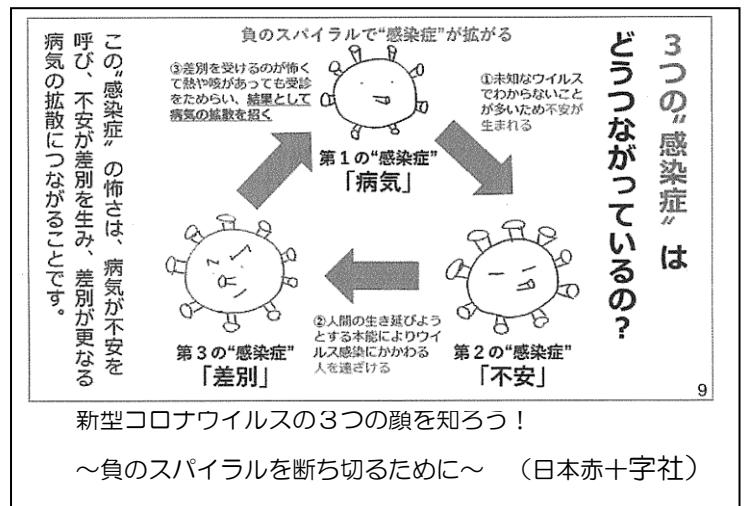 3つの〝感染症〟は
どうつながっているの？
負のスパイラルで“感染症”が拡がる
①未知なウイルス
でわからないこと
が多いため不安が
生まれる
第１の“感染症”
「病気」
③差別を受けるのが怖く
て熱や咳があっても受診
をためらい、結果として
病気の拡散を招く
第２の“感染症”
「不安」
②人間の生き延びよう
とする本能によりウイ
ルス感染にかかわる
人を遠ざける
第３の“感染症”
「差別」
この〝感染症〟の怖さは、病気が不安を
呼び、不安が差別を生み、差別が更なる
病気の拡散につながることです。
9
新型コロナウイルスの３つの顔を知ろう！
～負のスパイラルを断ち切るために～　（日本赤十字社）